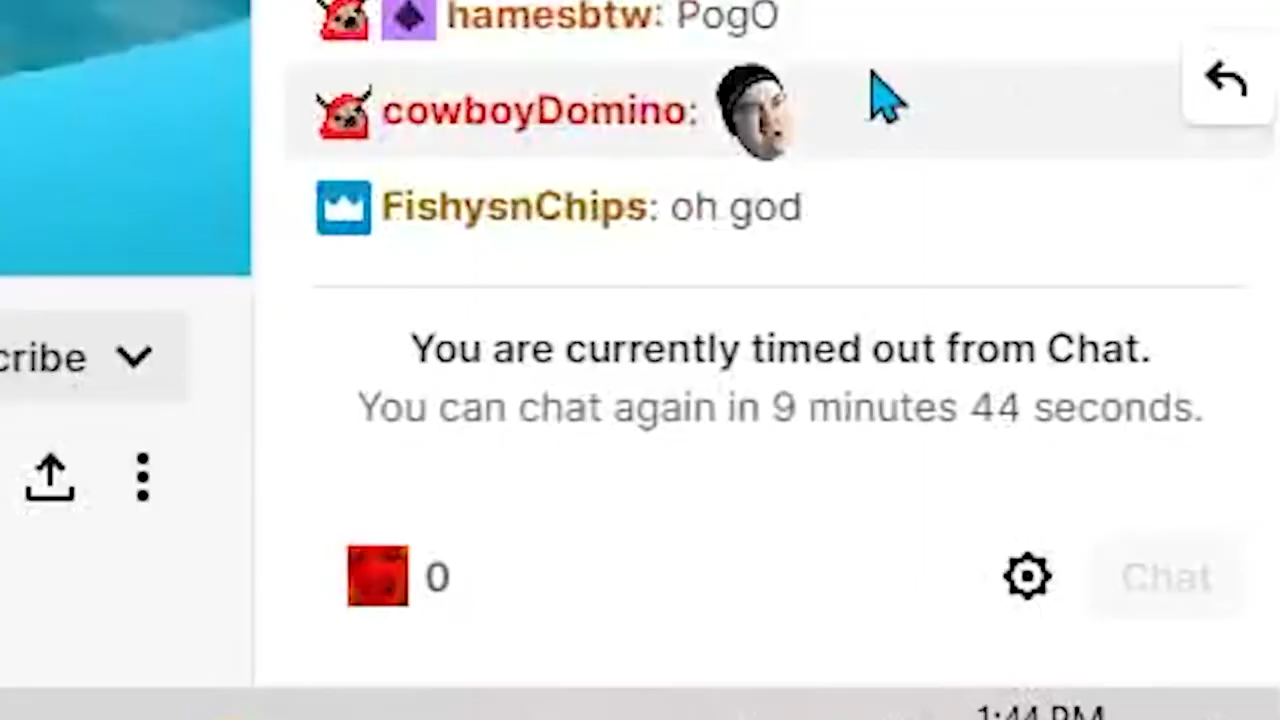 hamesbtw: PogO
cowboyDomino:
FishysnChips: oh god
cribe
You are currently timed out from Chat.
You can chat again in 9 minutes 44 seconds.
0
Chat
1:44 PM